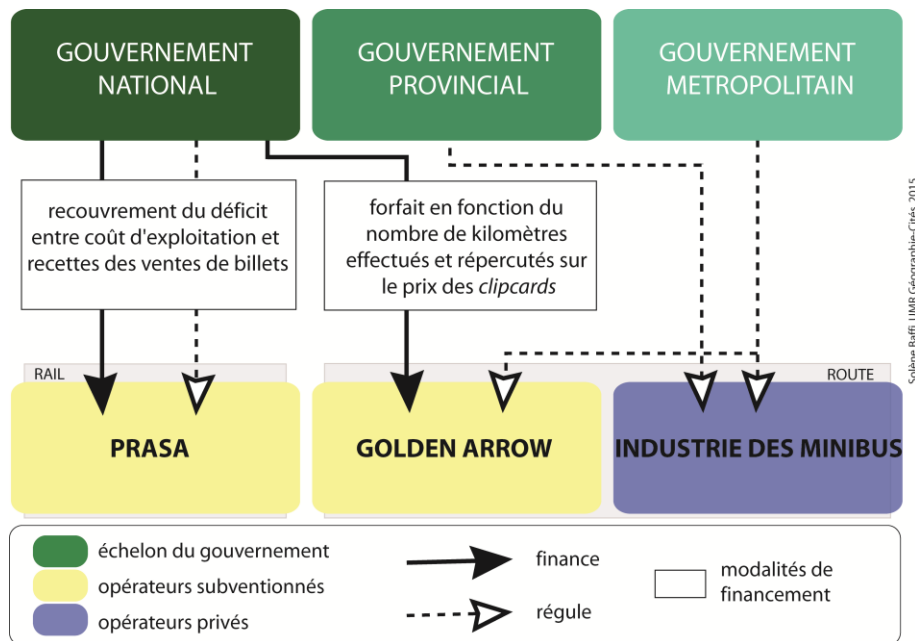 GOUVERNEMENT
NATIONAL
GOUVERNEMENT
PROVINCIAL
GOUVERNEMENT
METROPOLITAIN
recouvrement du déficit
entre coût d'exploitation et
recettes des ventes de billets
forfait en fonction du
nombre de kilomètres
effectués et répercutés sur
le prix des clipcards
Solène Baffi, UMR Géographie-Cités, 2015
RAIL
ROUTE
PRASA
GOLDEN ARROW
INDUSTRIE DES MINIBUS
échelon du gouvernement
opérateurs subventionnés
opérateurs privés
finance
régule
modalités de
financement